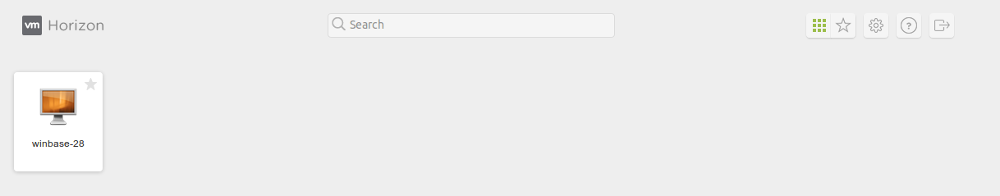 vm Horizon
Search
?
winbase-28